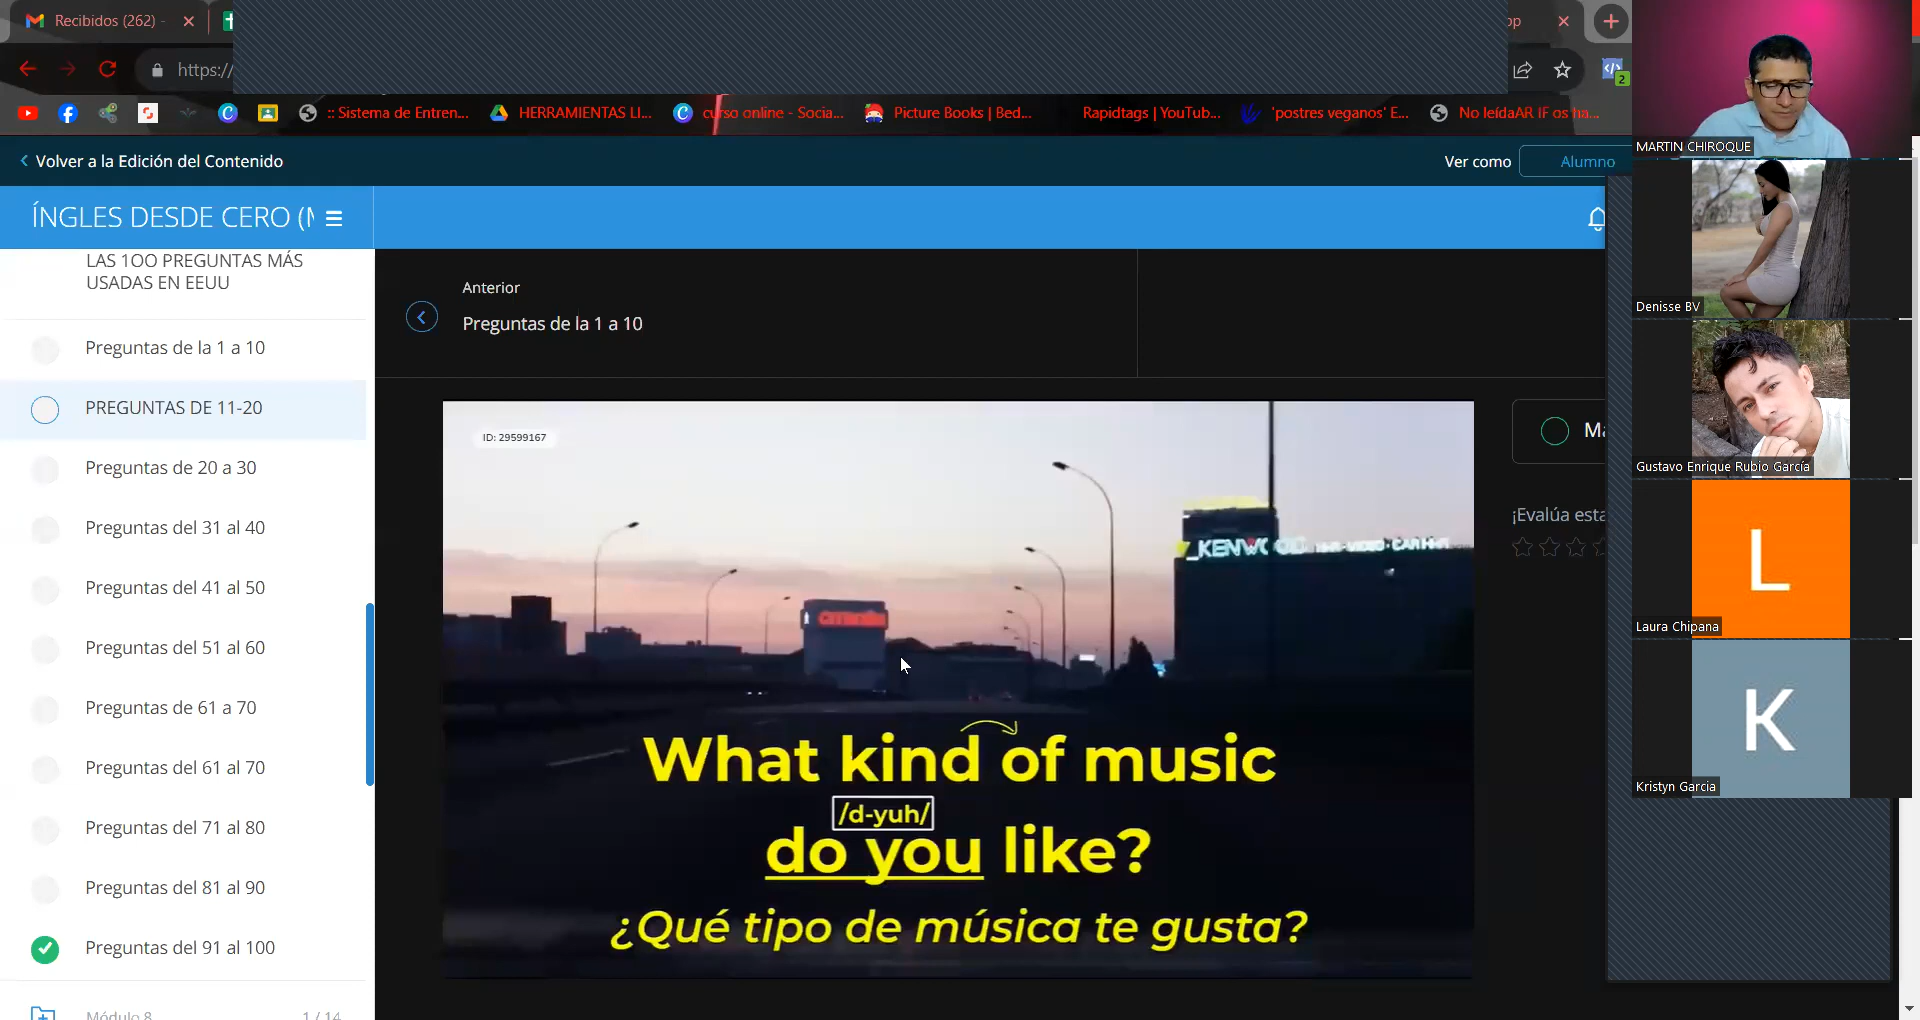 Recibidos (262) -
op
https://
2
:: Sistema de Entren...
HERRAMIENTAS LI...
curso online - Socia...
Picture Books | Bed...
Rapidtags | YouTub...
'postres veganos' E...
No leídaAR IF os ha...
Volver a la Edición del Contenido
Ver como
Alumno
ÍNGLES DESDE CERO (
LAS 1OO PREGUNTAS MÁS
USADAS EN EEUU
Preguntas de la 1 a 10
PREGUNTAS DE 11-20
Preguntas de 20 a 30
Preguntas del 31 al 40
Preguntas del 41 al 50
Preguntas del 51 al 60
Preguntas de 61 a 70
Preguntas del 61 al 70
Preguntas del 71 al 80
Preguntas del 81 al 90
Preguntas del 91 al 100
Módulo 8
1 / 14
Anterior
Preguntas de la 1 a 10
ID: 29599167
KENWOOD
What kind of music
/d-yuh/
do you like?
¿Qué tipo de música te gusta?
Ma
¡Evalúa esta
MARTIN CHIROQUE
Denisse BV
Gustavo Enrique Rubio García
L
Laura Chipana
K
Kristyn Garcia